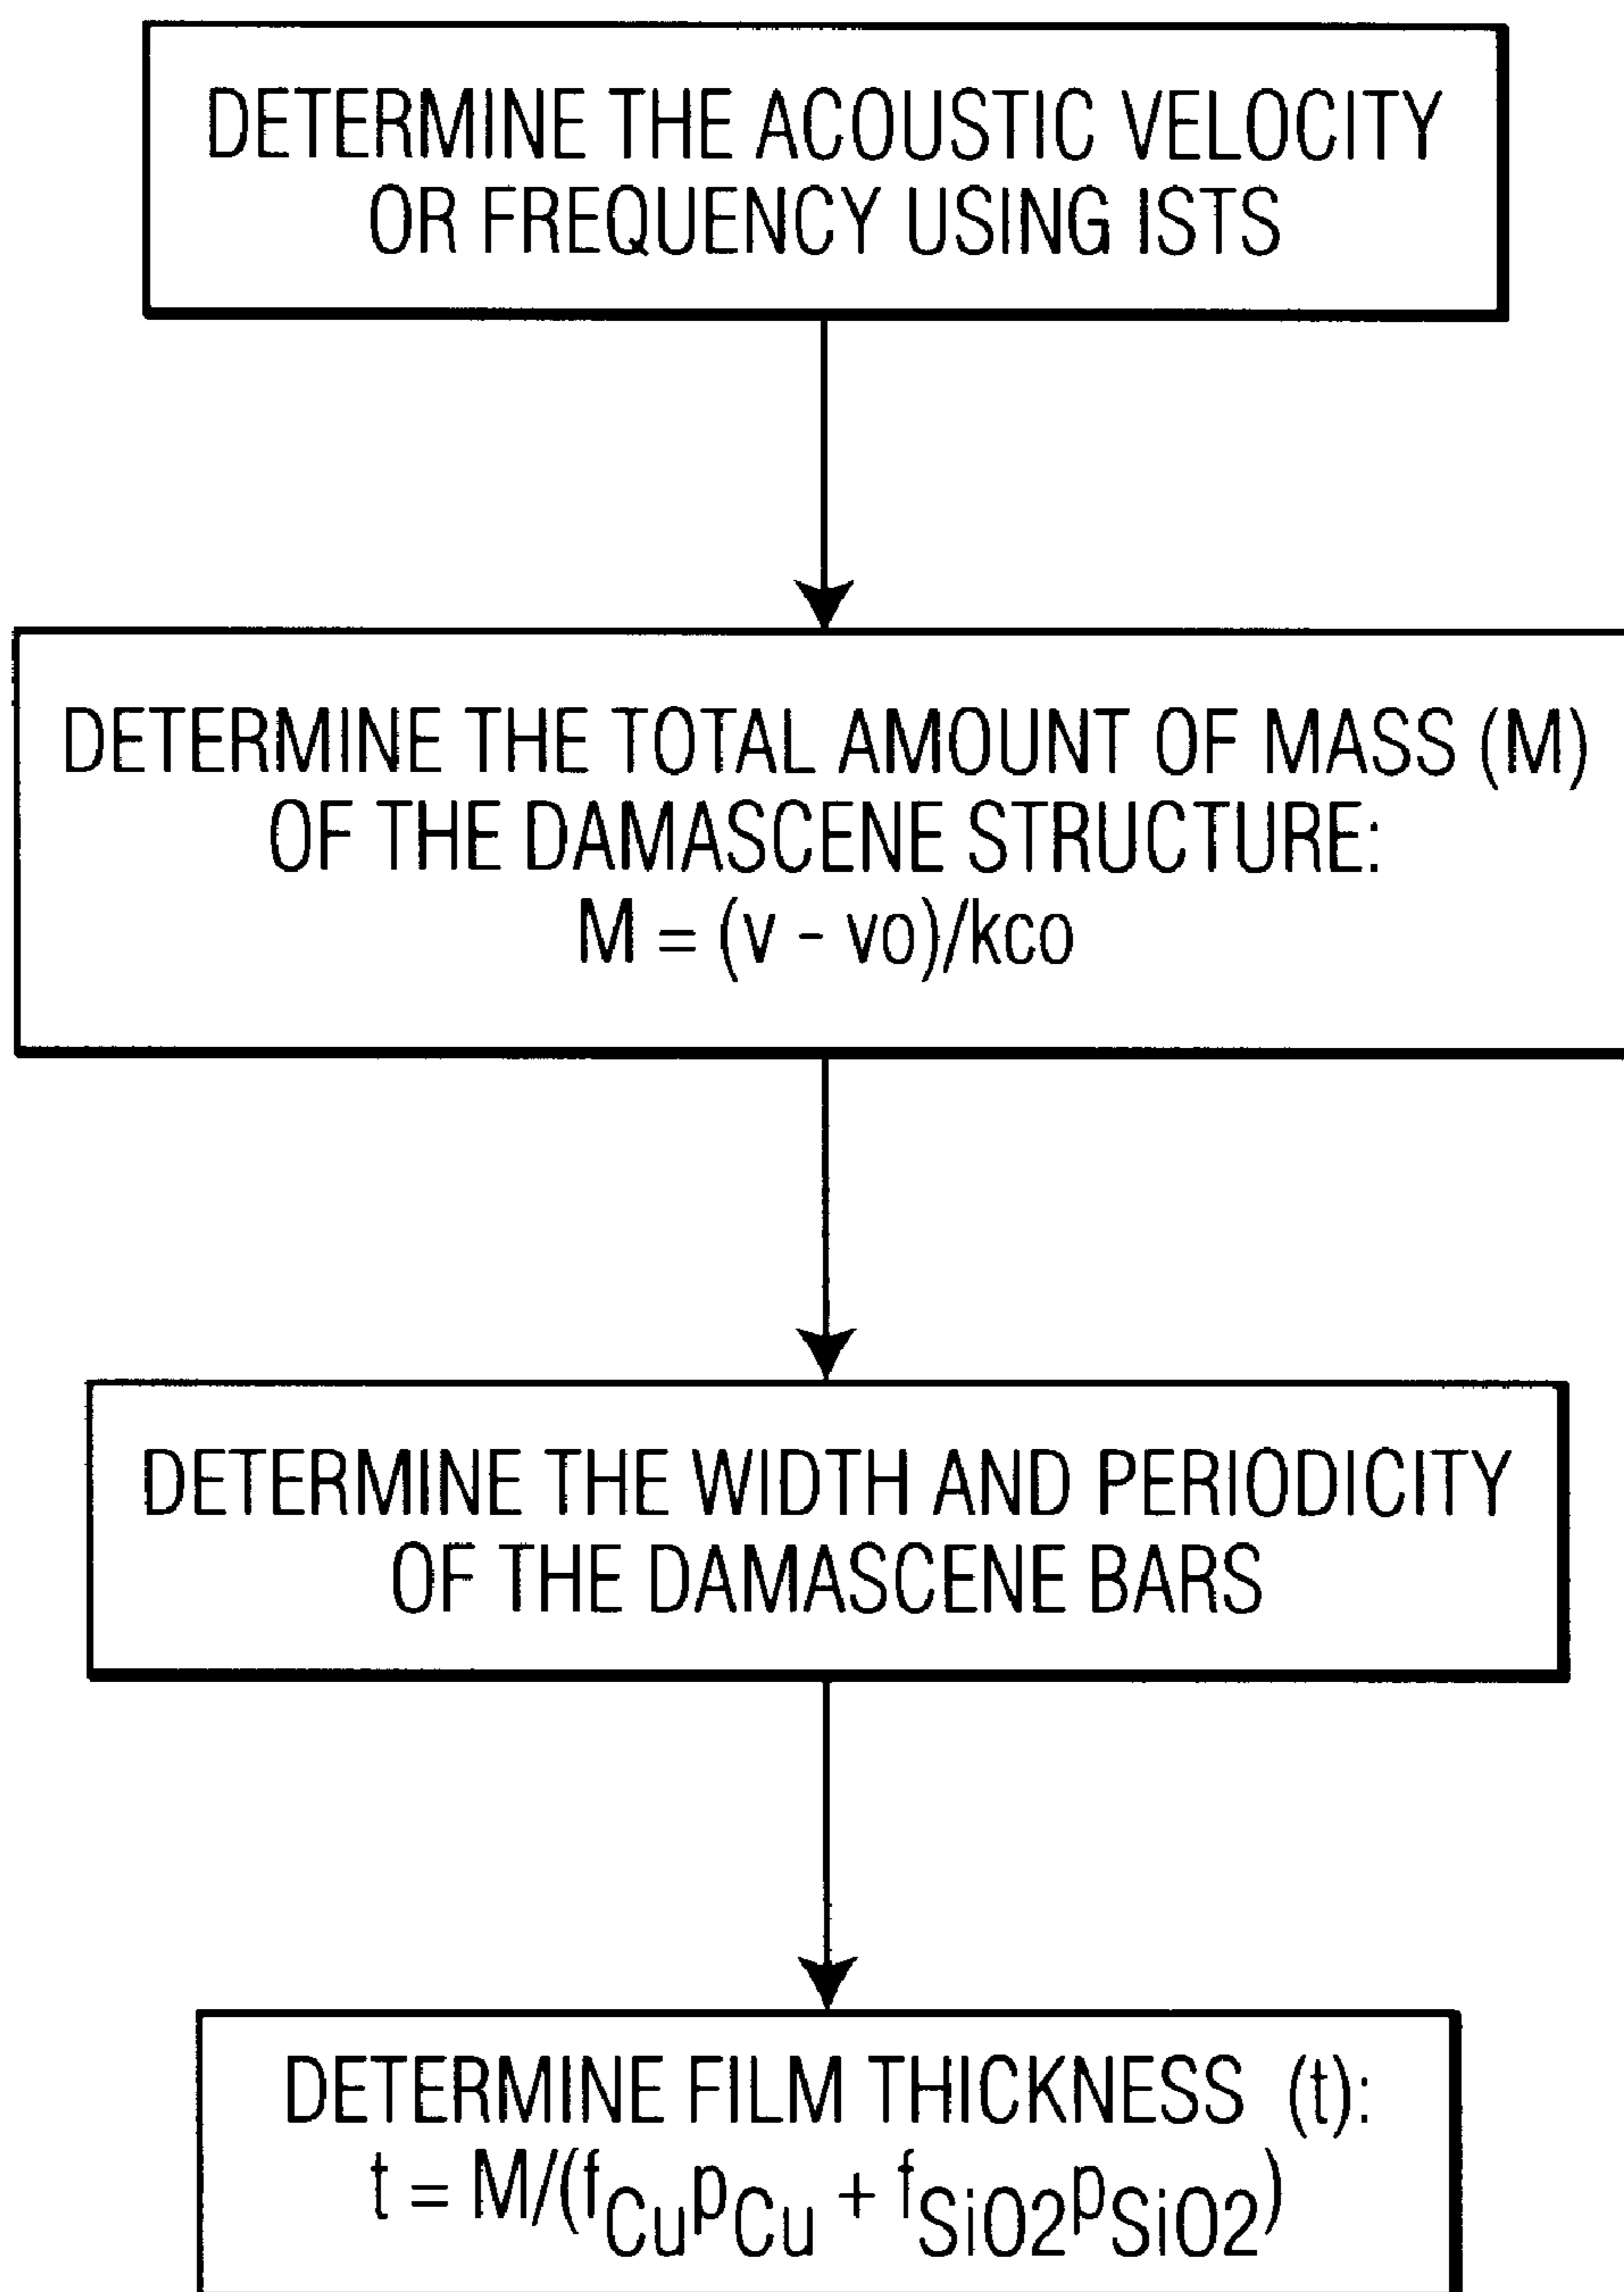 DETERMINE THE ACOUSTIC VELOCITY
OR FREQUENCY USING ISTS
DETERMINE THE TOTAL AMOUNT OF MASS (M)
OF THE DAMASCENE STRUCTURE:
M = (v - vo)/kco
DETERMINE THE WIDTH AND PERIODICITY
OF THE DAMASCENE BARS
DETERMINE FILM THICKNESS (t):
t = M/(fCupCu + fSiO2pSiO2)